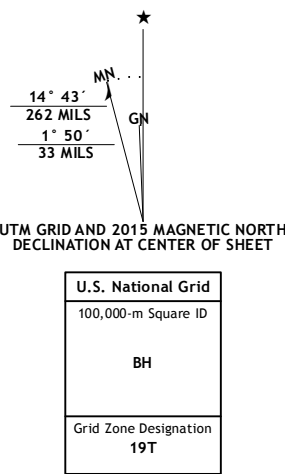 ★
MN
14° 43´
262 MILS
GN
1° 50´
33 MILS
UTM GRID AND 2015 MAGNETIC NORTH
DECLINATION AT CENTER OF SHEET
U.S. National Grid
100,000-m Square ID
BH
Grid Zone Designation
19T